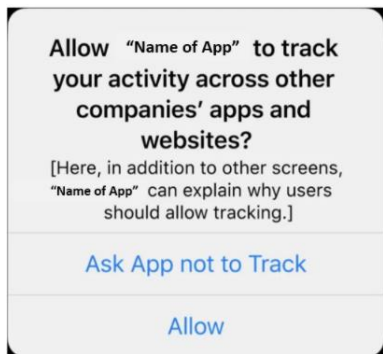 Allow “Name of App” to track
your activity across other
companies’ apps and
websites?
[Here, in addition to other screens,
“Name of App” can explain why users
should allow tracking.]
Ask App not to Track
Allow